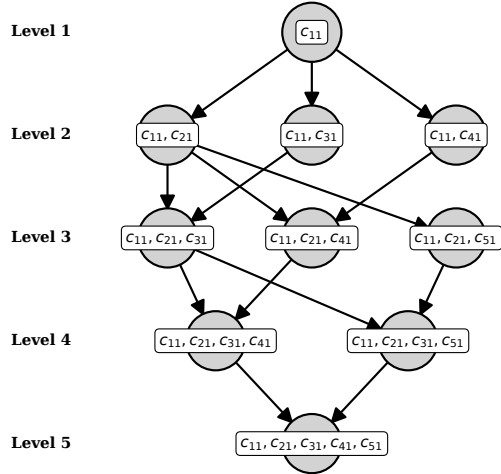 Level 1
c₁₁
Level 2
c₁₁, c₂₁
c₁₁, c₃₁
c₁₁, c₄₁
Level 3
c₁₁, c₂₁, c₃₁
c₁₁, c₂₁, c₄₁
c₁₁, c₂₁, c₅₁
Level 4
c₁₁, c₂₁, c₃₁, c₄₁
c₁₁, c₂₁, c₃₁, c₅₁
Level 5
c₁₁, c₂₁, c₃₁, c₄₁, c₅₁